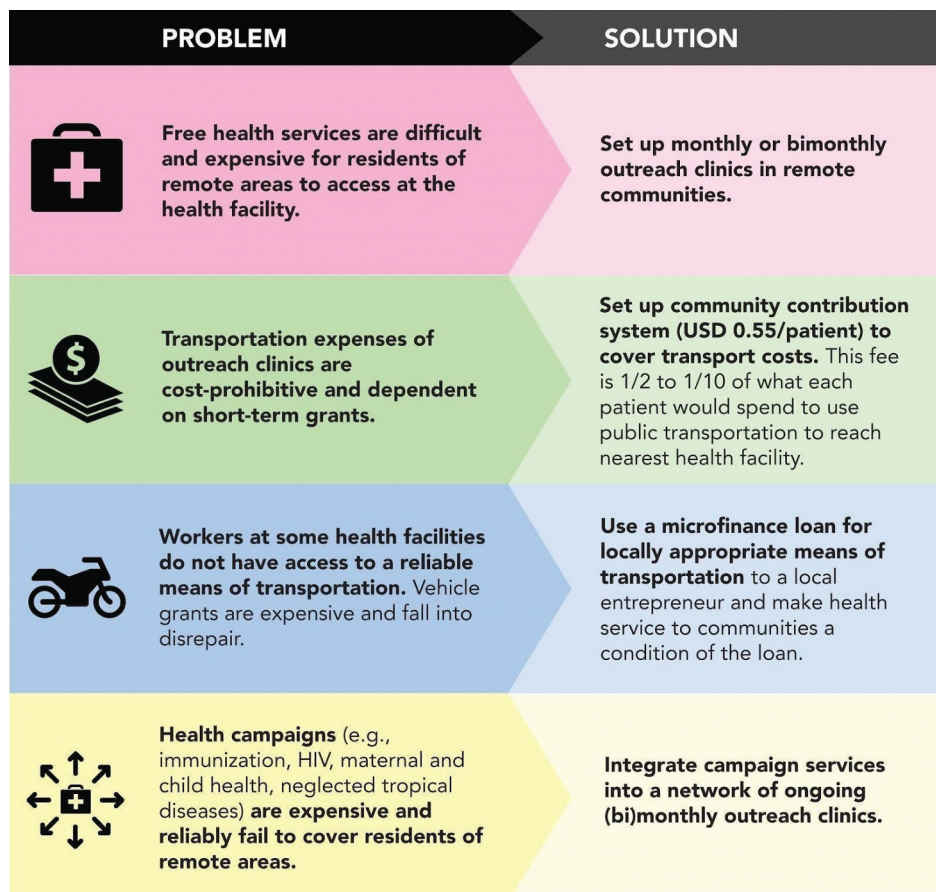 PROBLEM
SOLUTION
Free health services are difficult
and expensive for residents of
remote areas to access at the
health facility.
Set up monthly or bimonthly
outreach clinics in remote
communities.
$
Transportation expenses of
outreach clinics are
cost-prohibitive and dependent
on short-term grants.
Set up community contribution
system (USD 0.55/patient) to
cover transport costs. This fee
is 1/2 to 1/10 of what each
patient would spend to use
public transportation to reach
nearest health facility.
Workers at some health facilities
do not have access to a reliable
means of transportation. Vehicle
grants are expensive and fall into
disrepair.
Use a microfinance loan for
locally appropriate means of
transportation to a local
entrepreneur and make health
service to communities a
condition of the loan.
Health campaigns (e.g.,
immunization, HIV, maternal and
child health, neglected tropical
diseases) are expensive and
reliably fail to cover residents of
remote areas.
Integrate campaign services
into a network of ongoing
(bi)monthly outreach clinics.